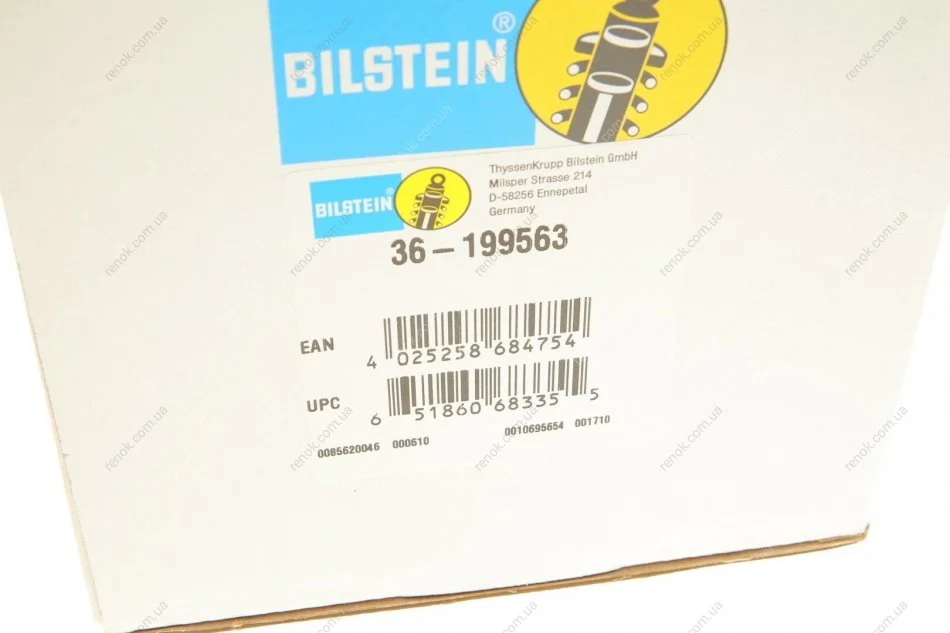 BILSTEIN®
BILSTEIN®
ThyssenKrupp Bilstein GmbH
Milsper Strasse 214
D-58256 Ennepetal
Germany
36-199563
EAN
4 025258 684754
UPC
6 51860 68335 5
0085620046 000610
0010695654 001710
renok.com.ua